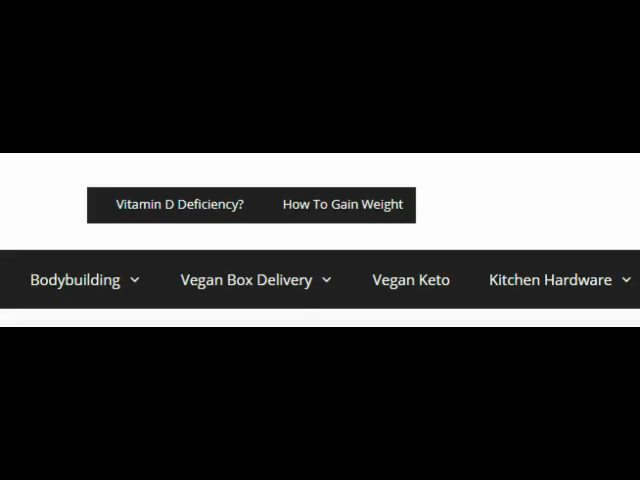 Vitamin D Deficiency? How To Gain Weight
Bodybuilding Vegan Box Delivery Vegan Keto Kitchen Hardware